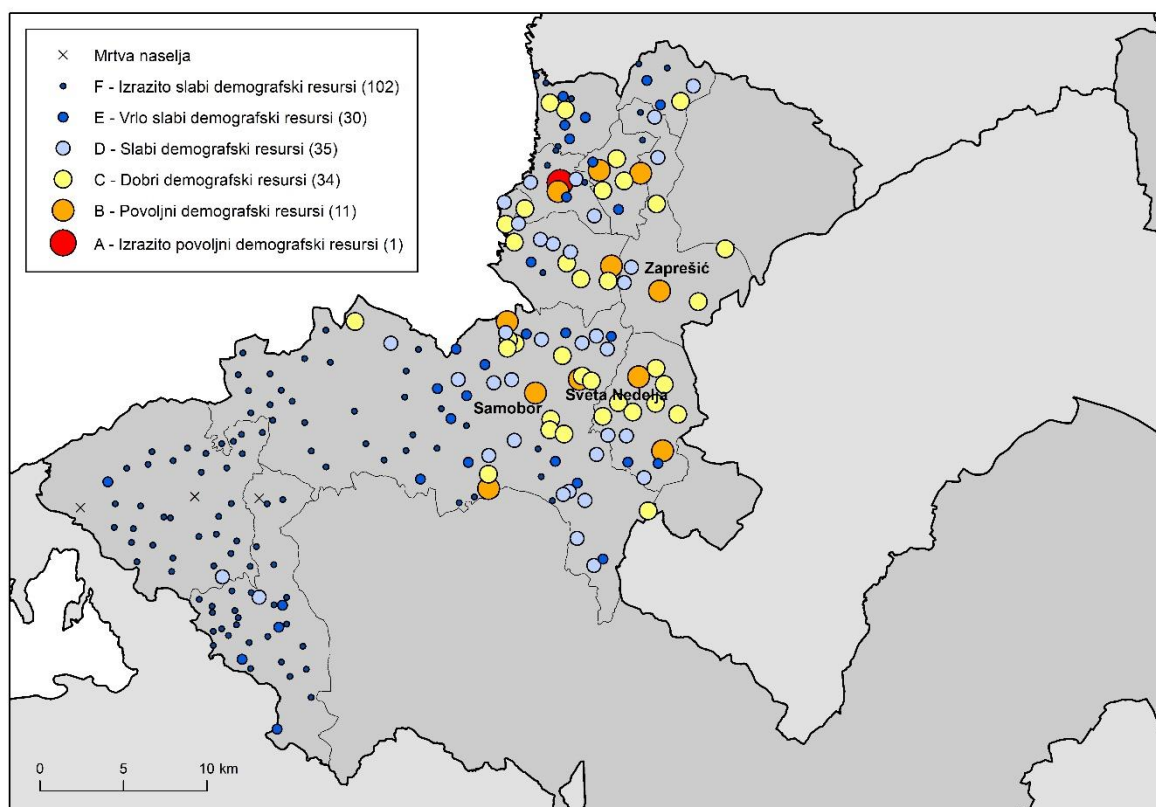 Mrtva naselja
F - Izrazito slabi demografski resursi (102)
E - Vrlo slabi demografski resursi (30)
D - Slabi demografski resursi (35)
C - Dobri demografski resursi (34)
B - Povoljni demografski resursi (11)
A - Izrazito povoljni demografski resursi (1)
Zaprešić
Sveta Nedolja
Samobor
0 5 10 km